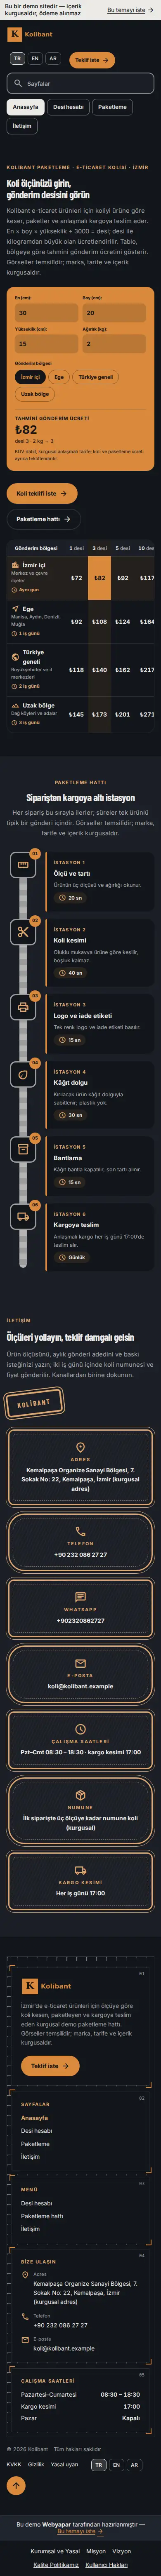 Bu bir demo sitedir — içerik kurgusaldır, ödeme alınmaz
Bu temayı iste →
K Kolibant
TR EN AR
Teklif iste →
Sayfalar
Anasayfa
Desi hesabı
Paketleme
İletişim
KOLİBANT PAKETLEME · E-TİCARET KOLİSİ · İZMİR
Koli ölçünüzü girin,
gönderim desisini görün
İzmir'de e-ticaret ürünleri için ölçüye göre koli kesen, paketleyen ve kargoya teslim eden atölye. En × boy × yükseklik ölçüsünü girin; desi anında büyük tarife ücretlendirilir. Tablo, bölgelere göre yaklaşık gönderim ücretini verir. Görseller temsilidir; marka, tarife ve içerik kurgusaldır.
En (cm):
30
Boy (cm):
20
Yükseklik (cm):
15
Ağırlık (kg):
2
Gönderim bölgesi
İzmir içi
Ege
Türkiye geneli
Uzak bölge
TAHMİNİ GÖNDERİM ÜCRETİ
₺82
desi 3 · 2 kg → 3
KDV dahil, kurgusal anlaşmalı tarife; koli ve paketleme ücreti ayrıca teklifendirilir.
Koli teklifi iste →
Paketleme hattı →
Gönderim bölgesi 1 desi 3 desi 5 desi 10 desi
İzmir içi
Merkez ve çevre ilçeler
Aynı gün
₺72 ₺82 ₺92 ₺117
Ege
Manisa, Aydın, Denizli, Muğla
1 iş günü
₺92 ₺108 ₺124 ₺164
Türkiye geneli
Büyükşehirler ve il merkezleri
2 iş günü
₺118 ₺140 ₺162 ₺217
Uzak bölge
Dağ köyleri ve adalar
3 iş günü
₺145 ₺173 ₺201 ₺271
PAKETLEME HATTI
Siparişten kargoya altı istasyon
Her sipariş bu hatta sırayla işler; süreler tek ürünlük tipik bir gönderi içindir. Görseller temsilidir; marka, tarife ve içerik kurgusaldır.
01
İSTASYON 1
Ölçü ve tartı
Ürünün üç ölçüsü ve ağırlığı okunur.
20 sn
02
İSTASYON 2
Koli kesimi
Oluklu mukavva ürüne göre kesilir, boşluk kalmaz.
40 sn
03
İSTASYON 3
Logo ve iade etiketi
Tek renk logo ve iade etiketi basılır.
15 sn
04
İSTASYON 4
Kâğıt dolgu
Kırılacak ürün kâğıt dolguyla sabitlenir; plastik yok.
30 sn
05
İSTASYON 5
Bantlama
Kâğıt bantla kapatılır, son tartı alınır.
15 sn
06
İSTASYON 6
Kargoya teslim
Anlaşmalı kargo her iş günü 17:00'de teslim alır.
Günlük
İLETİŞİM
Ölçüleri yollayın, teklif damgalı gelsin
Ürün ölçüsünü, aylık gönderi adedini ve kırılganlığını yazın; iki iş günü içinde koli numunesi ve fiyat gönderilir. Kanallardan birine dokunun.
KOLİBANT
ADRES
Kemalpaşa Organize Sanayi Bölgesi, 7. Sokak No: 22, Kemalpaşa, İzmir (kurgusal adres)
TELEFON
+90 232 086 27 27
WHATSAPP
+902320862727
E-POSTA
koli@kolibant.example
ÇALIŞMA SAATLERİ
Pzt–Cmt 08:30 – 18:30 · kargo kesimi 17:00
NUMUNE
İlk siparişte üç ölçüye kadar numune koli (kurgusal)
KARGO KESİMİ
Her iş günü 17:00
01
K Kolibant
İzmir'de e-ticaret ürünleri için ölçüye göre koli kesen, paketleyen ve kargoya teslim eden kurgusal demo paketleme atölyesi. Görseller temsilidir; marka, tarife ve içerik kurgusaldır.
Teklif iste →
02
SAYFALAR
Anasayfa
Desi hesabı
Paketleme
İletişim
03
MENÜ
Desi hesabı
Paketleme hattı
İletişim
04
BİZE ULAŞIN
Adres
Kemalpaşa Organize Sanayi Bölgesi, 7. Sokak No: 22, Kemalpaşa, İzmir (kurgusal adres)
Telefon
+90 232 086 27 27
E-posta
koli@kolibant.example
05
ÇALIŞMA SAATLERİ
Pazartesi–Cumartesi 08:30 – 18:30
Kargo kesimi 17:00
Pazar Kapalı
© 2026 Kolibant Tüm hakları saklıdır
KVKK Gizlilik Yasal uyarı
TR EN AR
Bu demo Webyapar tarafından hazırlanmıştır — Bu temayı iste →
Kurumsal ve Yasal Misyon Vizyon
Kalite Politikamız Kullanıcı Hakları